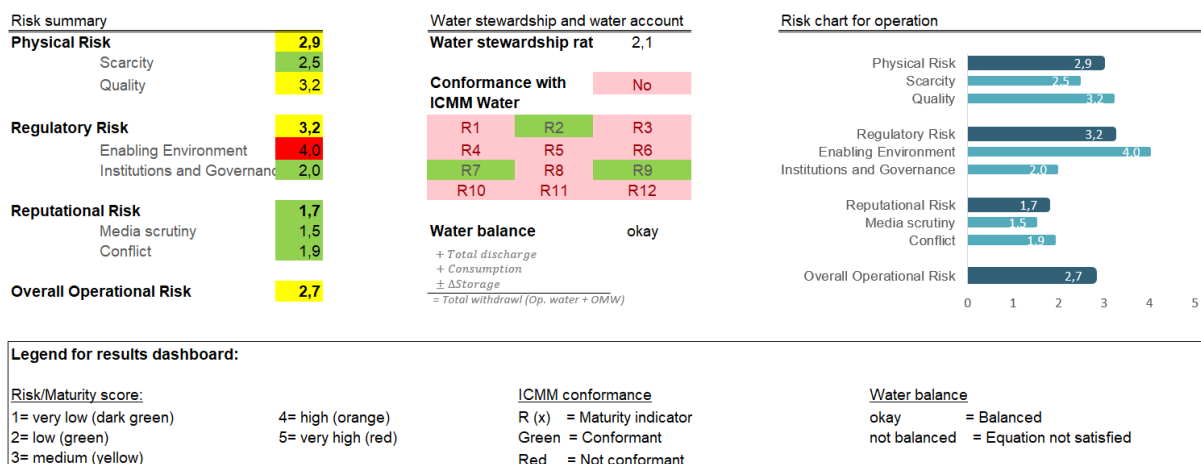 Risk summary
Physical Risk 2,9
Scarcity 2,5
Quality 3,2
Regulatory Risk 3,2
Enabling Environment 4,0
Institutions and Governanc 2,0
Reputational Risk 1,7
Media scrutiny 1,5
Conflict 1,9
Overall Operational Risk 2,7
Water stewardship and water account
Water stewardship rat 2,1
Conformance with
ICMM Water
No
R1 R2 R3
R4 R5 R6
R7 R8 R9
R10 R11 R12
Water balance okay
+ Total discharge
+ Consumption
± ΔStorage
= Total withdrawl (Op. water + OMW)
Risk chart for operation
Physical Risk 2,9
Scarcity 2,5
Quality 3,2
Regulatory Risk 3,2
Enabling Environment 4,0
Institutions and Governance 2,0
Reputational Risk 1,7
Media scrutiny 1,5
Conflict 1,9
Overall Operational Risk 2,7
0 1 2 3 4 5
Legend for results dashboard:
Risk/Maturity score:
1= very low (dark green) 4= high (orange)
2= low (green) 5= very high (red)
3= medium (yellow)
ICMM conformance
R (x) = Maturity indicator
Green = Conformant
Red = Not conformant
Water balance
okay = Balanced
not balanced = Equation not satisfied